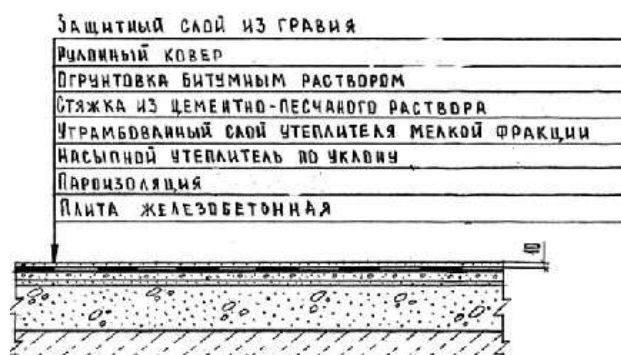 Защитный слой из гравия
Рулонный ковер
Огрунтовка битумным раствором
Стяжка из цементно-песчаного раствора
Утрамбованный слой утеплителя мелкой фракции
Насыпной утеплитель по уклону
Пароизоляция
Плита железобетонная
10